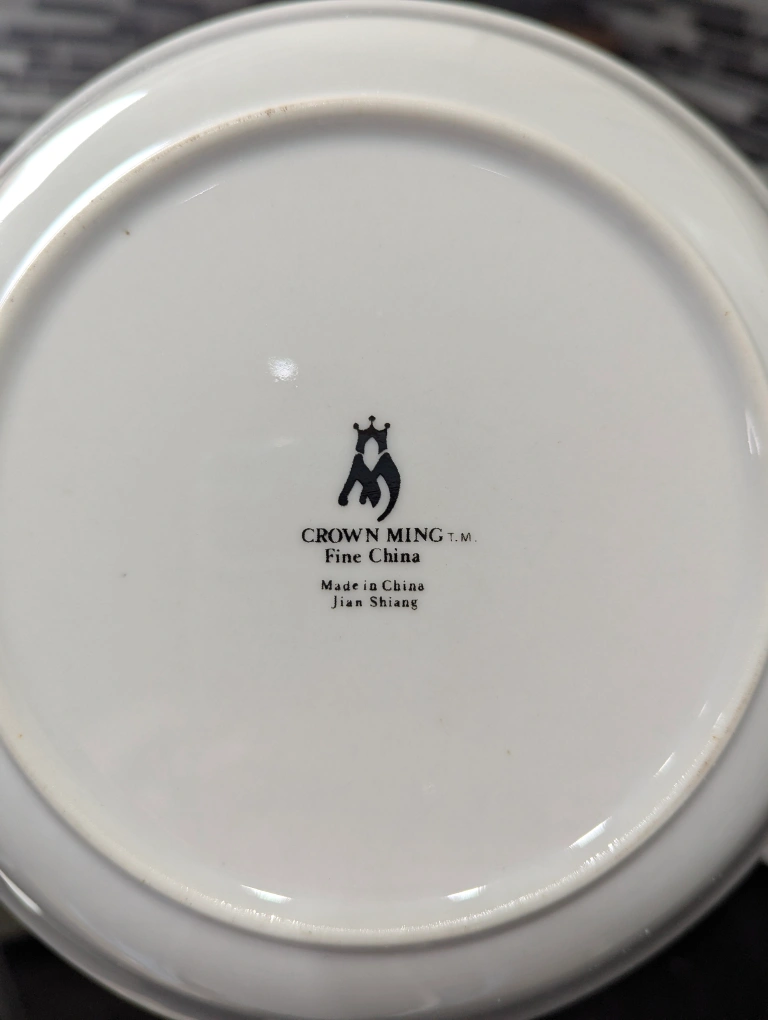 CROWN MING T.M.
Fine China
Made in China
Jian Shiang